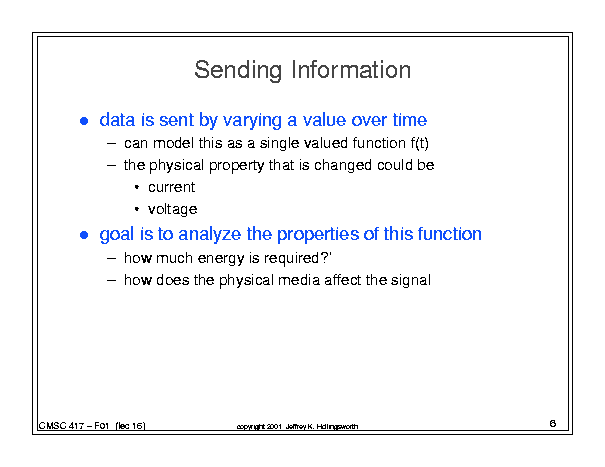 Sending Information
● data is sent by varying a value over time
– can model this as a single valued function f(t)
– the physical property that is changed could be
• current
• voltage
● goal is to analyze the properties of this function
– how much energy is required?'
– how does the physical media affect the signal
CMSC 417 – F01 (lec 16)
copyright 2001 Jeffrey K. Hollingsworth
6